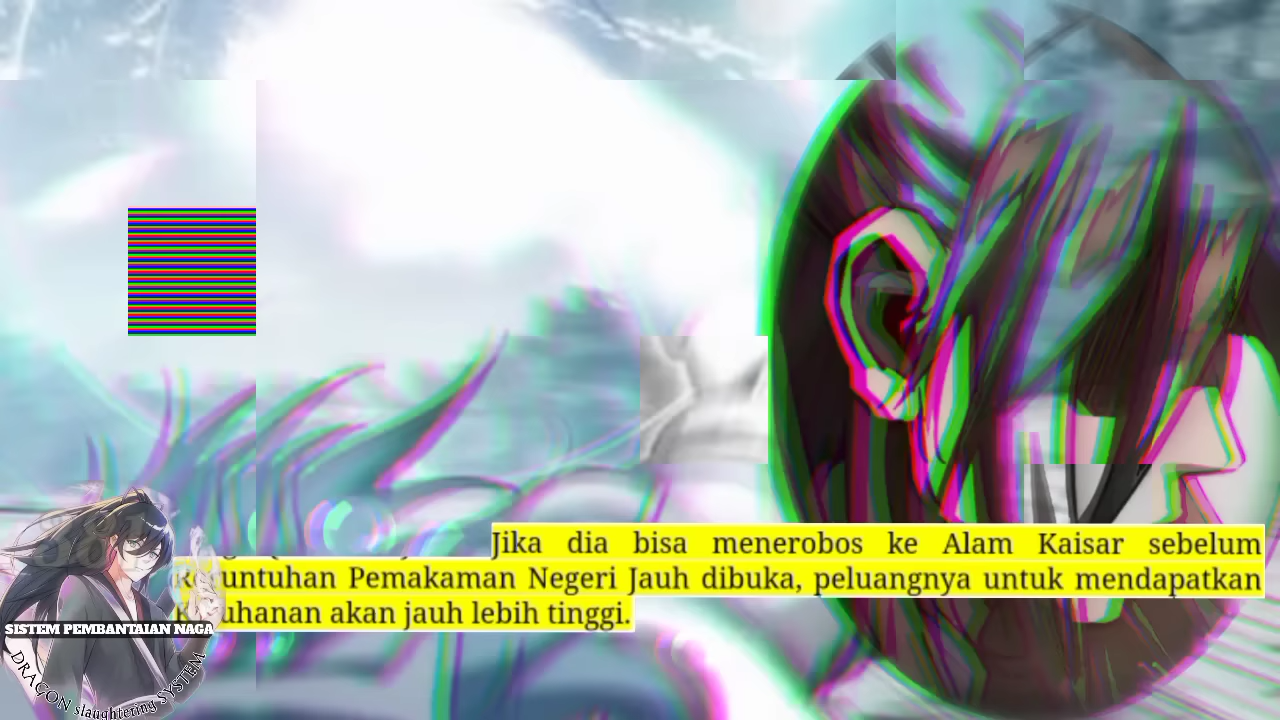 Jika dia bisa menerobos ke Alam Kaisar sebelum
untuhan Pemakaman Negeri Jauh dibuka, peluangnya untuk mendapatkan
uhanan akan jauh lebih tinggi.
SISTEM PEMBANTAIAN NAGA
DRAGON slaughtering SYSTEM